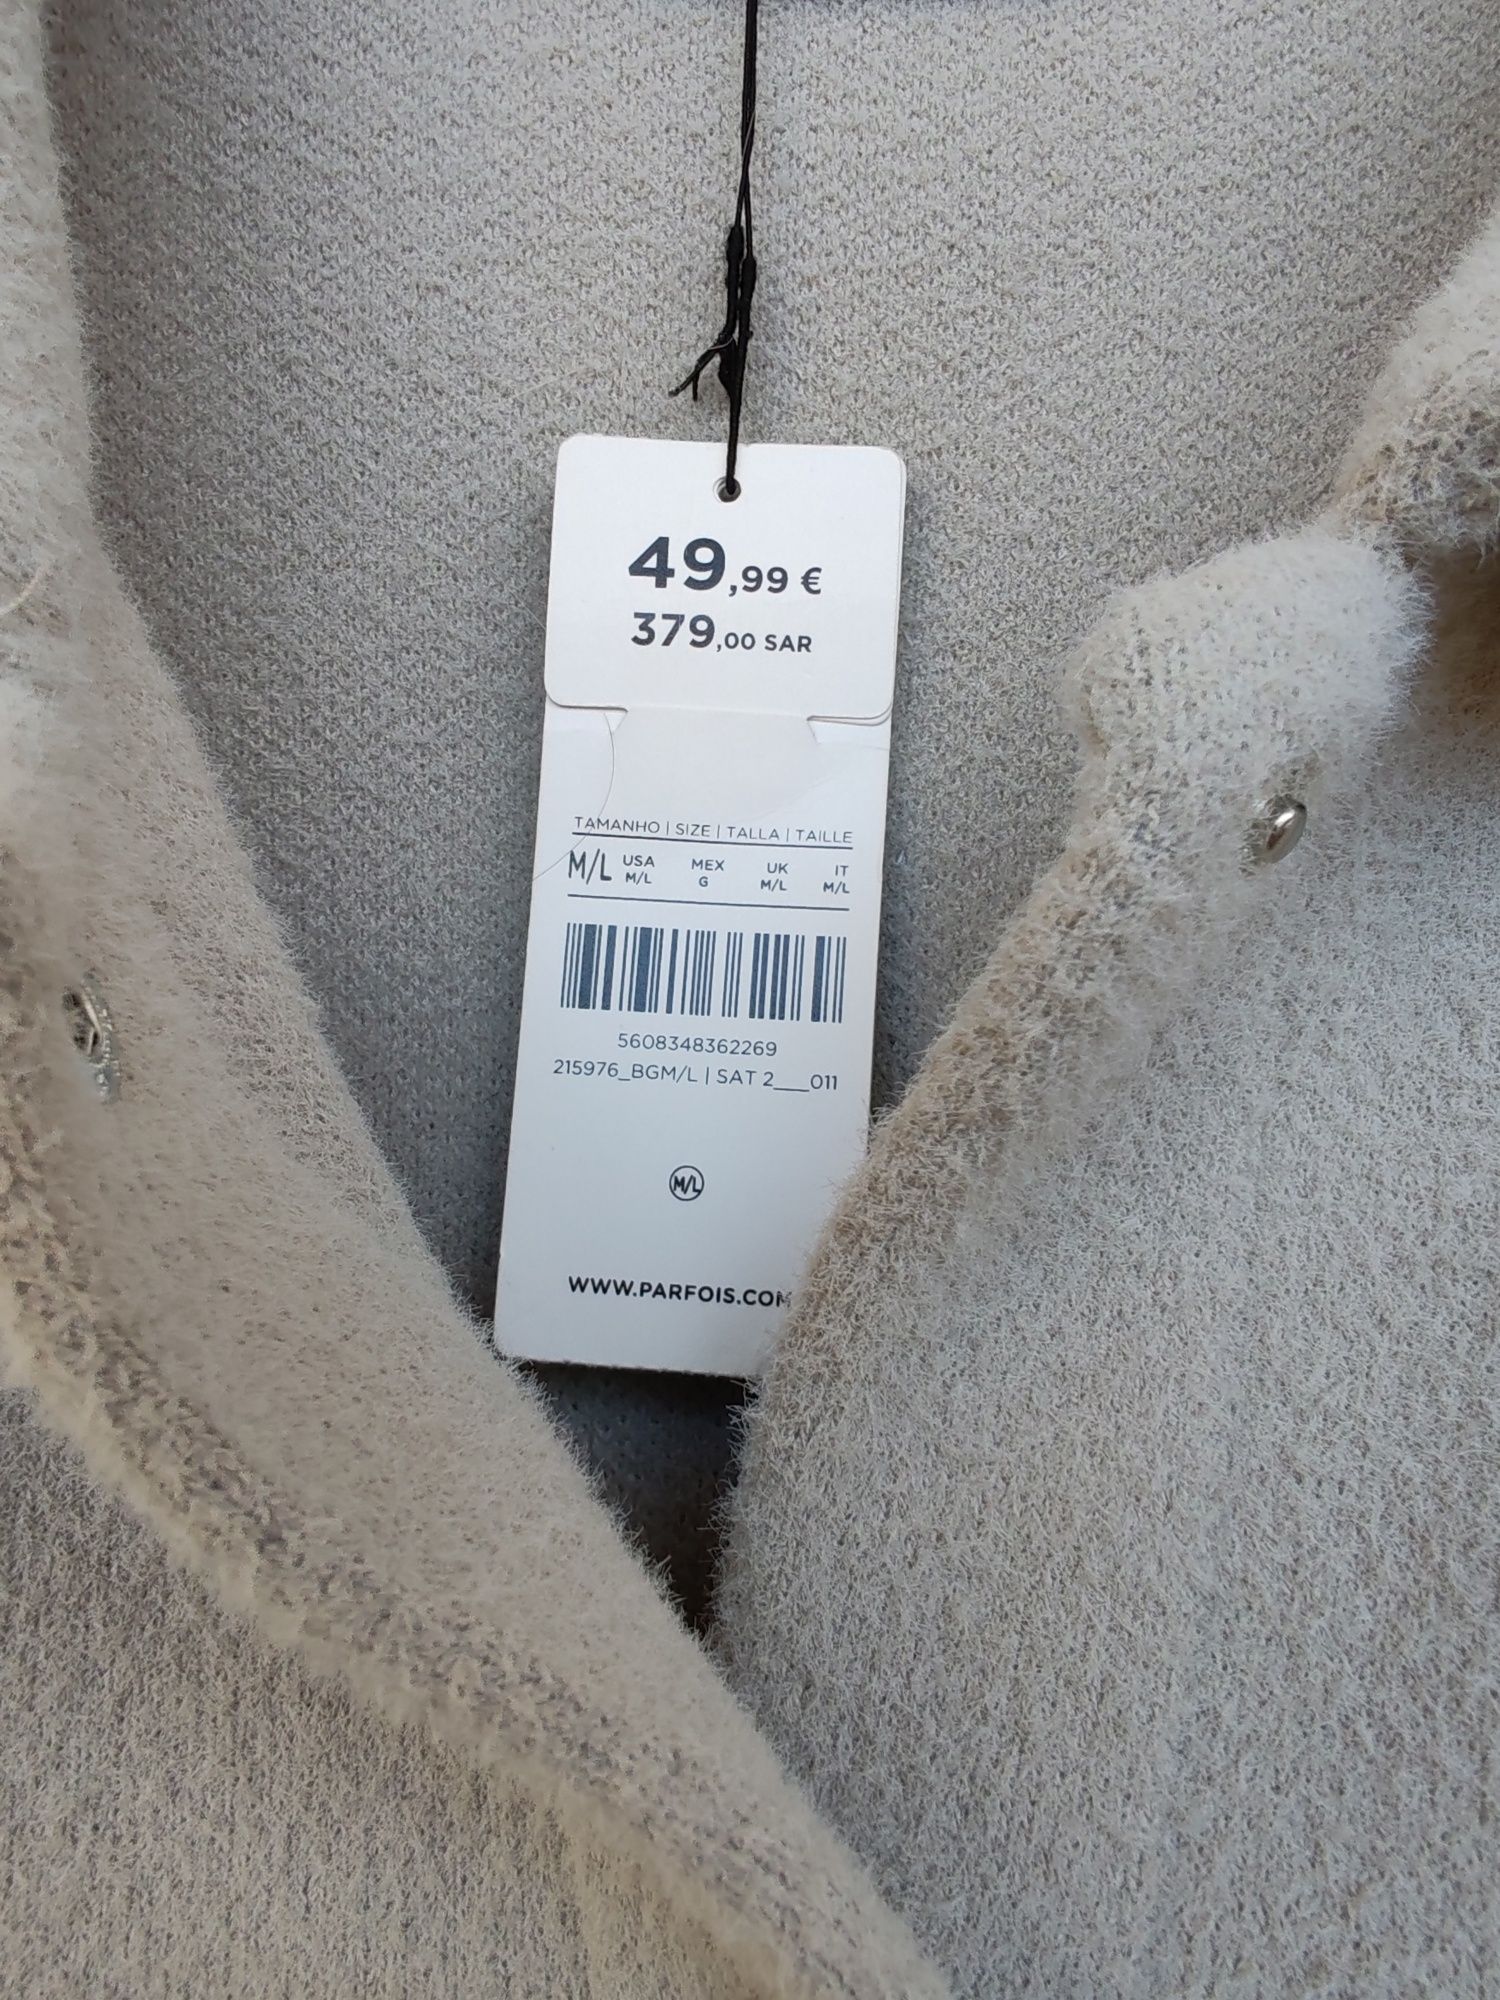 49,99 €
379,00 SAR
TAMANHO | SIZE | TALLA | TAILLE
M/L USA MEX UK IT
M/L G M/L M/L
5608348362269
215976_BGM/L | SAT 2___011
M/L
WWW.PARFOIS.COM